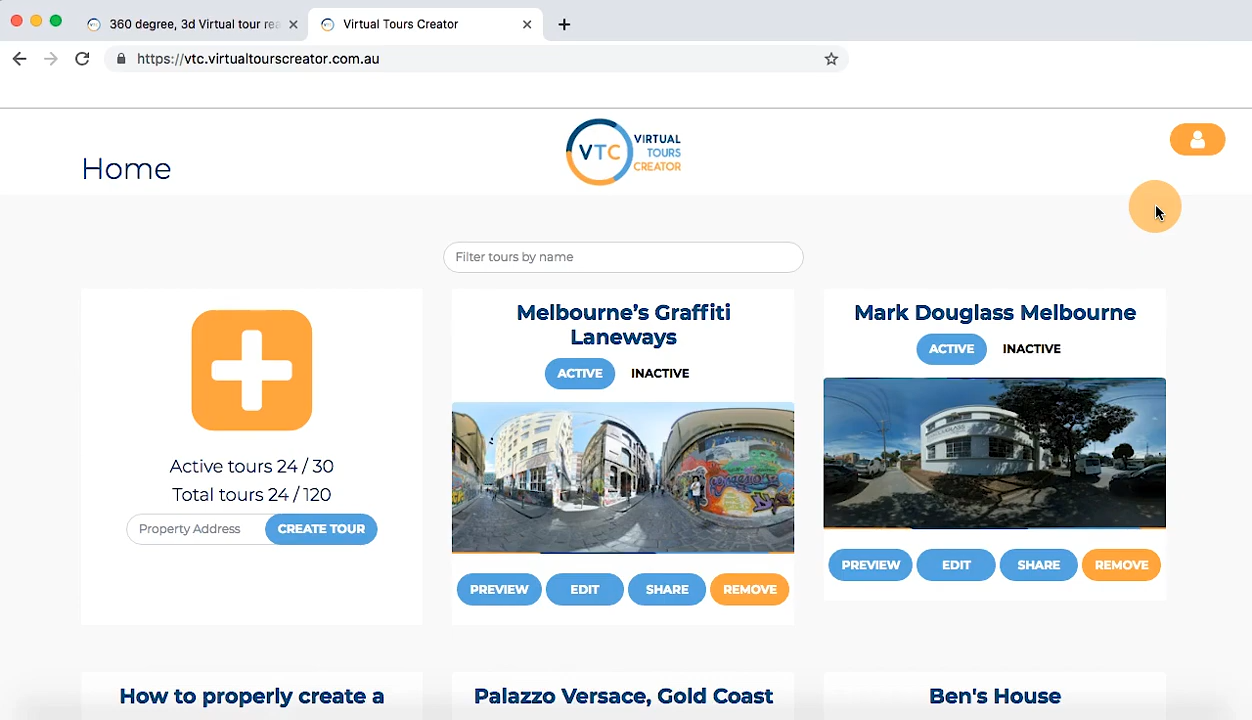 360 degree, 3d Virtual tour rea
Virtual Tours Creator
https://vtc.virtualtourscreator.com.au
Home
VTC
VIRTUAL
TOURS
CREATOR
Filter tours by name
Active tours 24 / 30
Total tours 24 / 120
Property Address
CREATE TOUR
Melbourne's Graffiti
Laneways
ACTIVE
INACTIVE
PREVIEW
EDIT
SHARE
REMOVE
Mark Douglass Melbourne
ACTIVE
INACTIVE
PREVIEW
EDIT
SHARE
REMOVE
How to properly create a
Palazzo Versace, Gold Coast
Ben's House